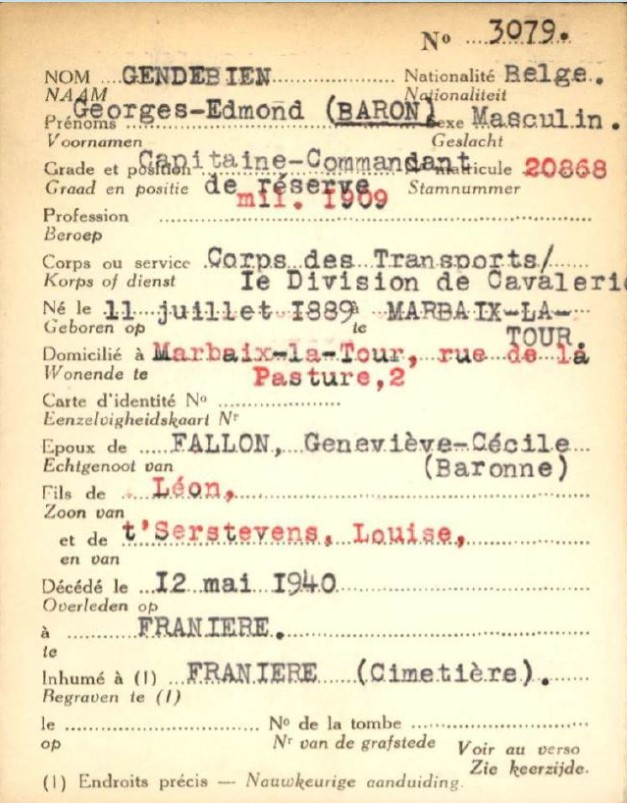 N° 3079.
NOM GENDEBIEN Nationalité Belge.
NAAM Nationaliteit
Georges-Edmond (BARON)
Prénoms Sexe Masculin.
Voornamen Geslacht
Capitaine-Commandant
Grade et position Matricule 20868
Graad en positie de réserve Stamnummer
mil. 1909
Profession
Beroep
Corps ou service Corps des Transports/
Korps of dienst Ie Division de Cavalerie
Né le 11 juillet 1889 à MARBAIX-LA-
Geboren op te TOUR.
Domicilié à Marbaix-la-Tour, rue de la
Wonende te Pasture,2
Carte d'identité N°
Eenzelvigheidskaart Nr
Epoux de FALLON, Geneviève-Cécile
Echtgenoot van (Baronne)
Fils de Léon,
Zoon van
et de t'Serstevens, Louise,
en van
Décédé le 12 mai 1940
Overleden op
à FRANIERE.
te
Inhumé à (1) FRANIERE (Cimetière).
Begraven te (1)
le N° de la tombe
op Nr van de grafstede Voir au verso
Zie keerzijde.
(1) Endroits précis — Nauwkeurige aanduiding.